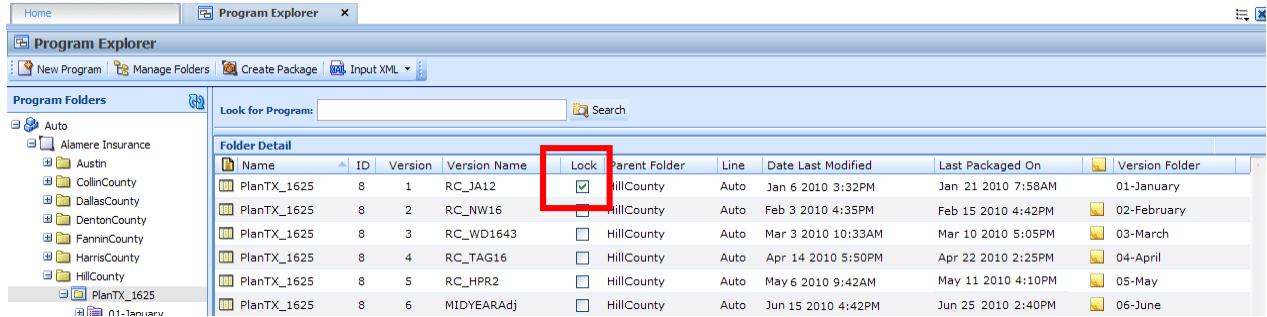 Home Program Explorer x
Program Explorer
New Program Manage Folders Create Package Input XML
Program Folders
Look for Program: Search
Auto
Alamere Insurance
Folder Detail
Name ID Version Version Name Lock Parent Folder Line Date Last Modified Last Packaged On Version Folder
Austin
CollinCounty
DallasCounty
DentonCounty
FanninCounty
HarrisCounty
HillCounty
PlanTX_1625
01-January
PlanTX_1625 8 1 RC_JA12 HillCounty Auto Jan 6 2010 3:32PM Jan 21 2010 7:58AM 01-January
PlanTX_1625 8 2 RC_NW16 HillCounty Auto Feb 3 2010 4:35PM Feb 15 2010 4:42PM 02-February
PlanTX_1625 8 3 RC_WD1643 HillCounty Auto Mar 3 2010 10:33AM Mar 10 2010 5:05PM 03-March
PlanTX_1625 8 4 RC_TAG16 HillCounty Auto Apr 14 2010 5:50PM Apr 22 2010 2:25PM 04-April
PlanTX_1625 8 5 RC_HPR2 HillCounty Auto May 6 2010 9:42AM May 11 2010 4:10PM 05-May
PlanTX_1625 8 6 MIDYEARAdj HillCounty Auto Jun 15 2010 4:42PM Jun 25 2010 2:40PM 06-June